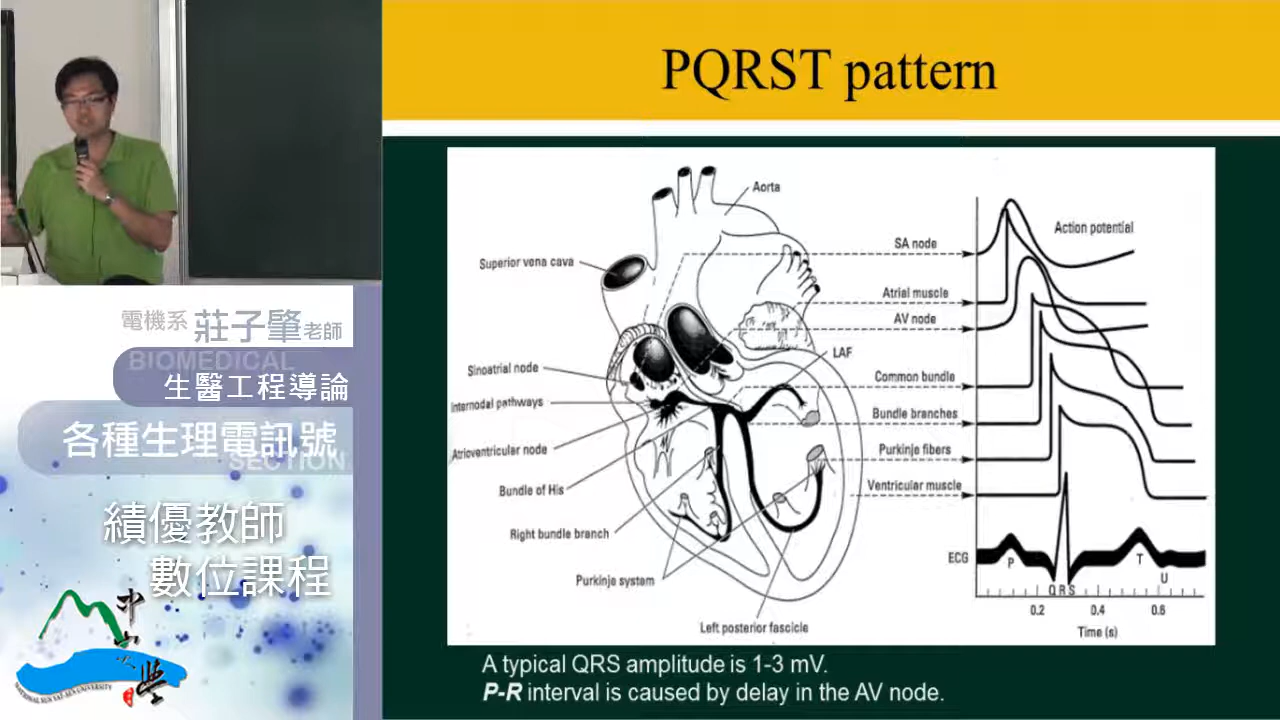 PQRST pattern
Aorta
Superior vena cava
Sinoatrial node
Internodal pathways
Atrioventricular node
Bundle of His
Right bundle branch
Purkinje system
Left posterior fascicle
LAF
SA node
Atrial muscle
AV node
Common bundle
Bundle branches
Purkinje fibers
Ventricular muscle
Action potential
ECG
P
Q R S
T
U
0.2 0.4 0.6
Time (s)
A typical QRS amplitude is 1-3 mV.
P-R interval is caused by delay in the AV node.
電機系 莊子肇老師
BIOMEDICAL
生醫工程導論
各種生理電訊號
SECTION
績優教師
數位課程
NATIONAL SUN YAT-SEN UNIVERSITY